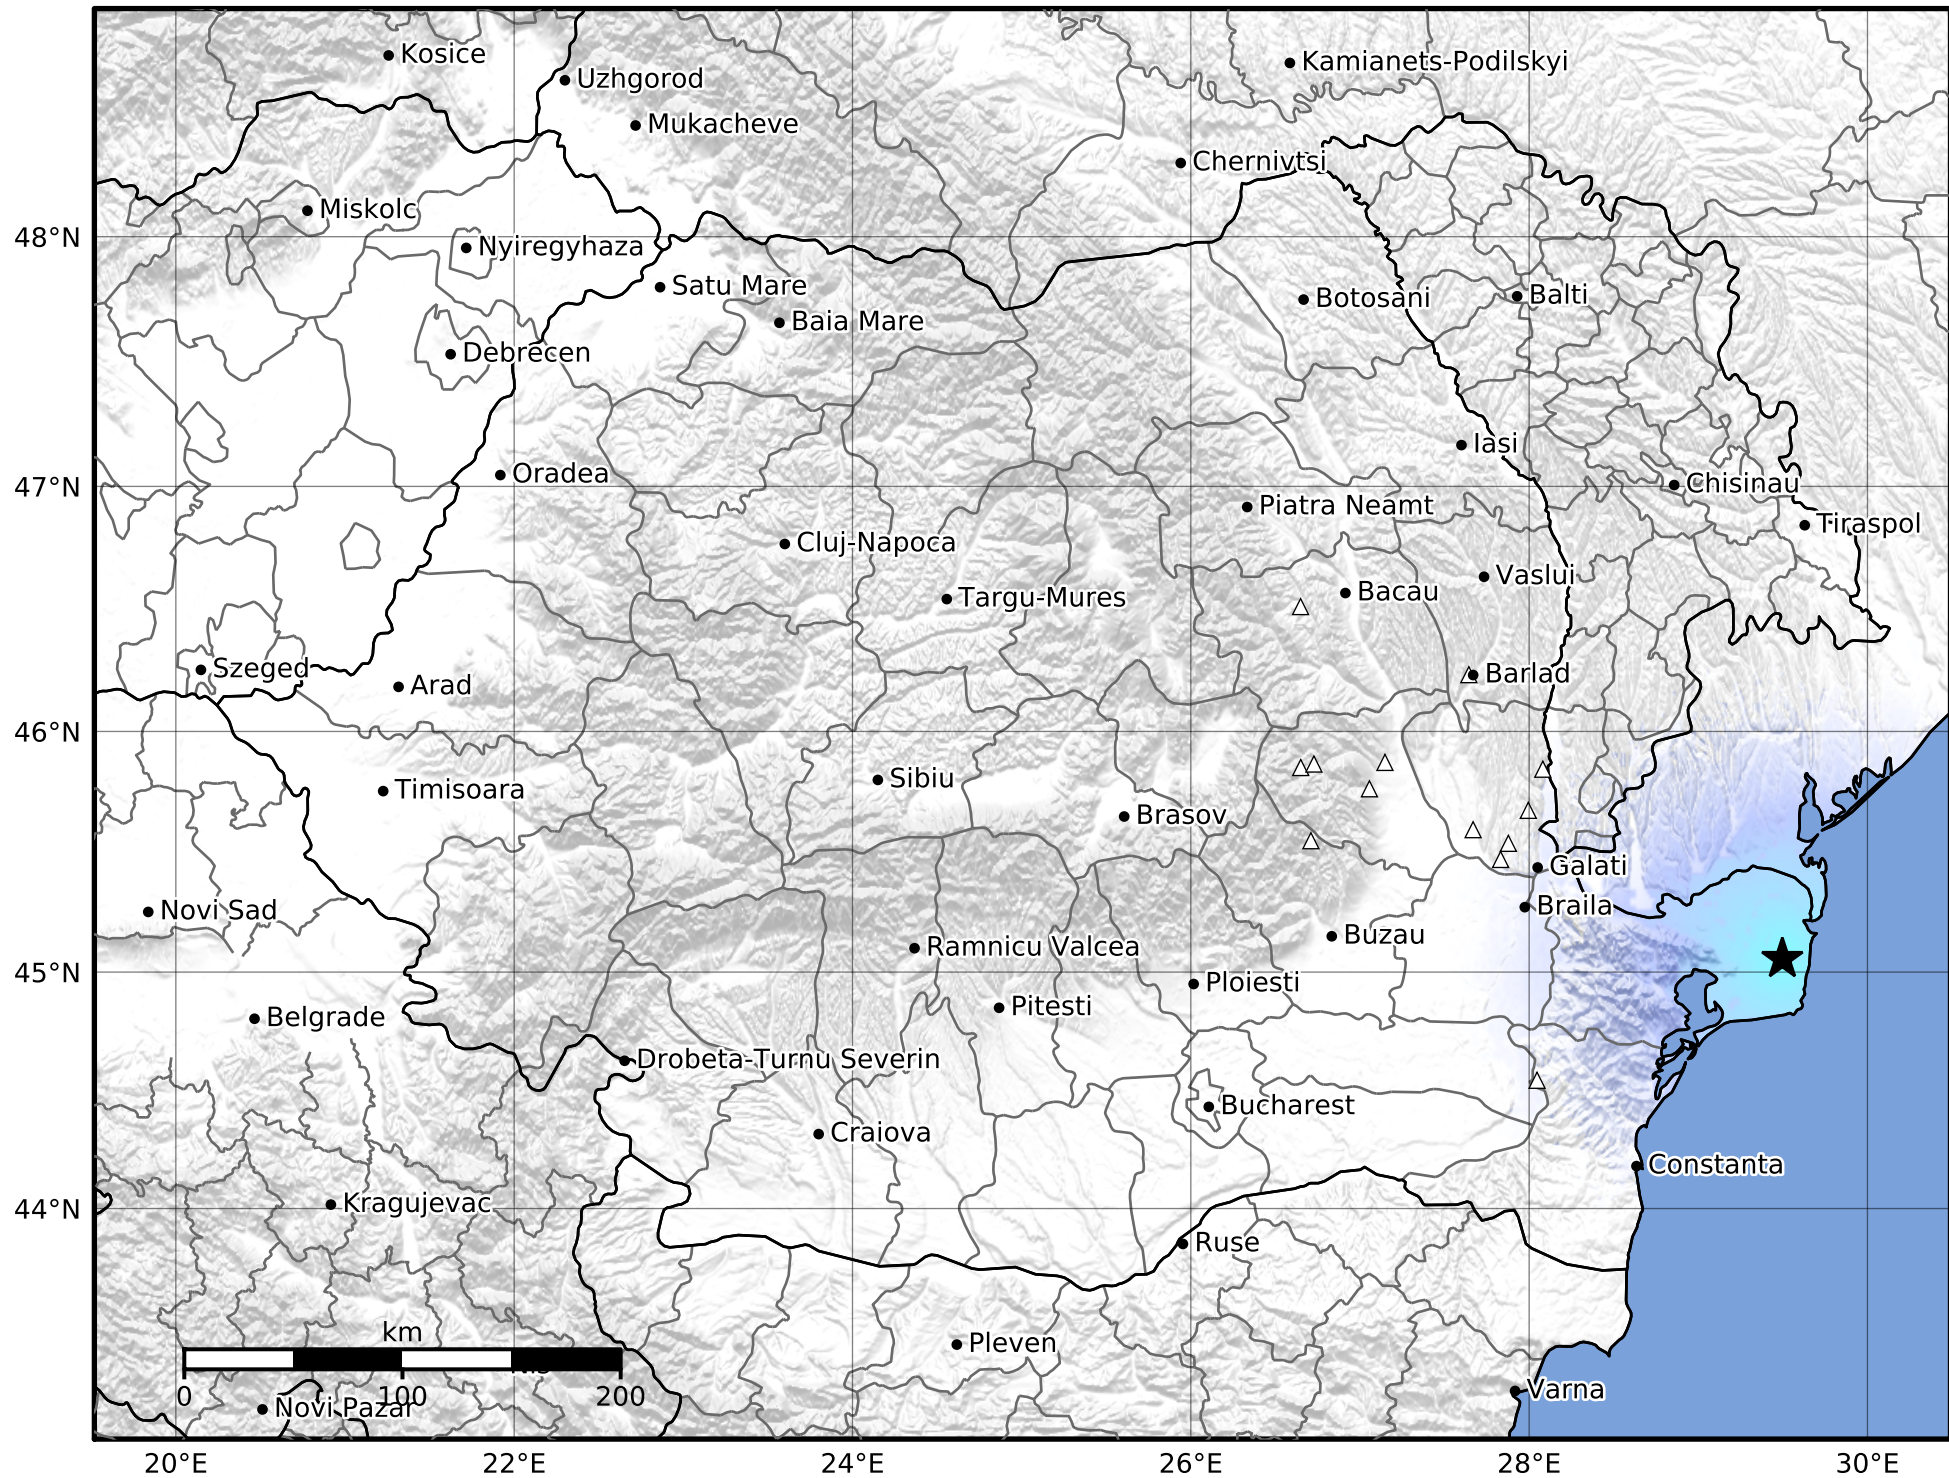 Kosice
Uzhgorod
Kamianets-Podilskyi
Mukacheve
Chernivtsi
Miskolc
48°N
Nyiregyhaza
Satu Mare
Botosani
Balti
Baia Mare
Debrecen
Iasi
Oradea
47°N
Chisinau
Piatra Neamt
Tiraspol
Cluj-Napoca
Vaslui
Bacau
Targu-Mures
Szeged
Arad
Barlad
46°N
Sibiu
Timisoara
Brasov
Galati
Braila
Novi Sad
Buzau
Ramnicu Valcea
45°N
Ploiesti
Pitesti
Belgrade
Drobeta-Turnu Severin
Bucharest
Craiova
Constanta
Kragujevac
44°N
Ruse
km
Pleven
0 100 200
Varna
Novi Pazar
20°E 22°E 24°E 26°E 28°E 30°E